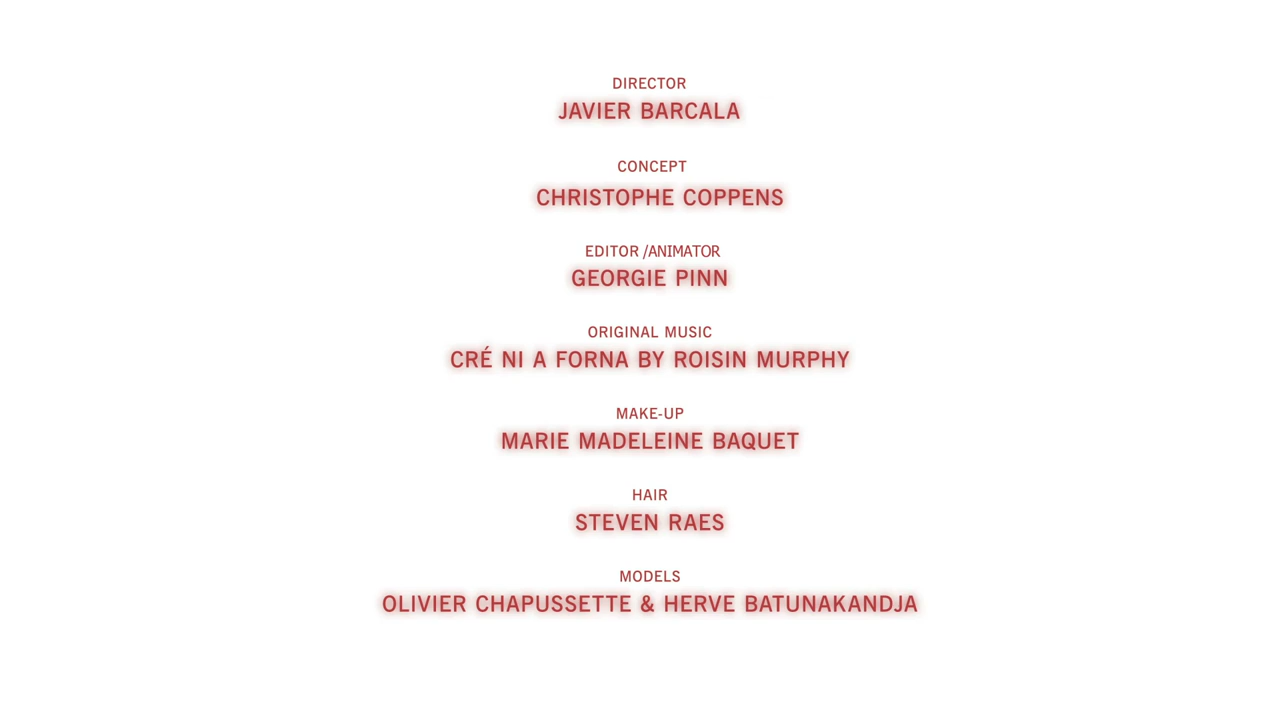 DIRECTOR
JAVIER BARCALA
CONCEPT
CHRISTOPHE COPPENS
EDITOR /ANIMATOR
GEORGIE PINN
ORIGINAL MUSIC
CRÉ NI A FORNA BY ROISIN MURPHY
MAKE-UP
MARIE MADELEINE BAQUET
HAIR
STEVEN RAES
MODELS
OLIVIER CHAPUSSETTE & HERVE BATUNAKANDJA